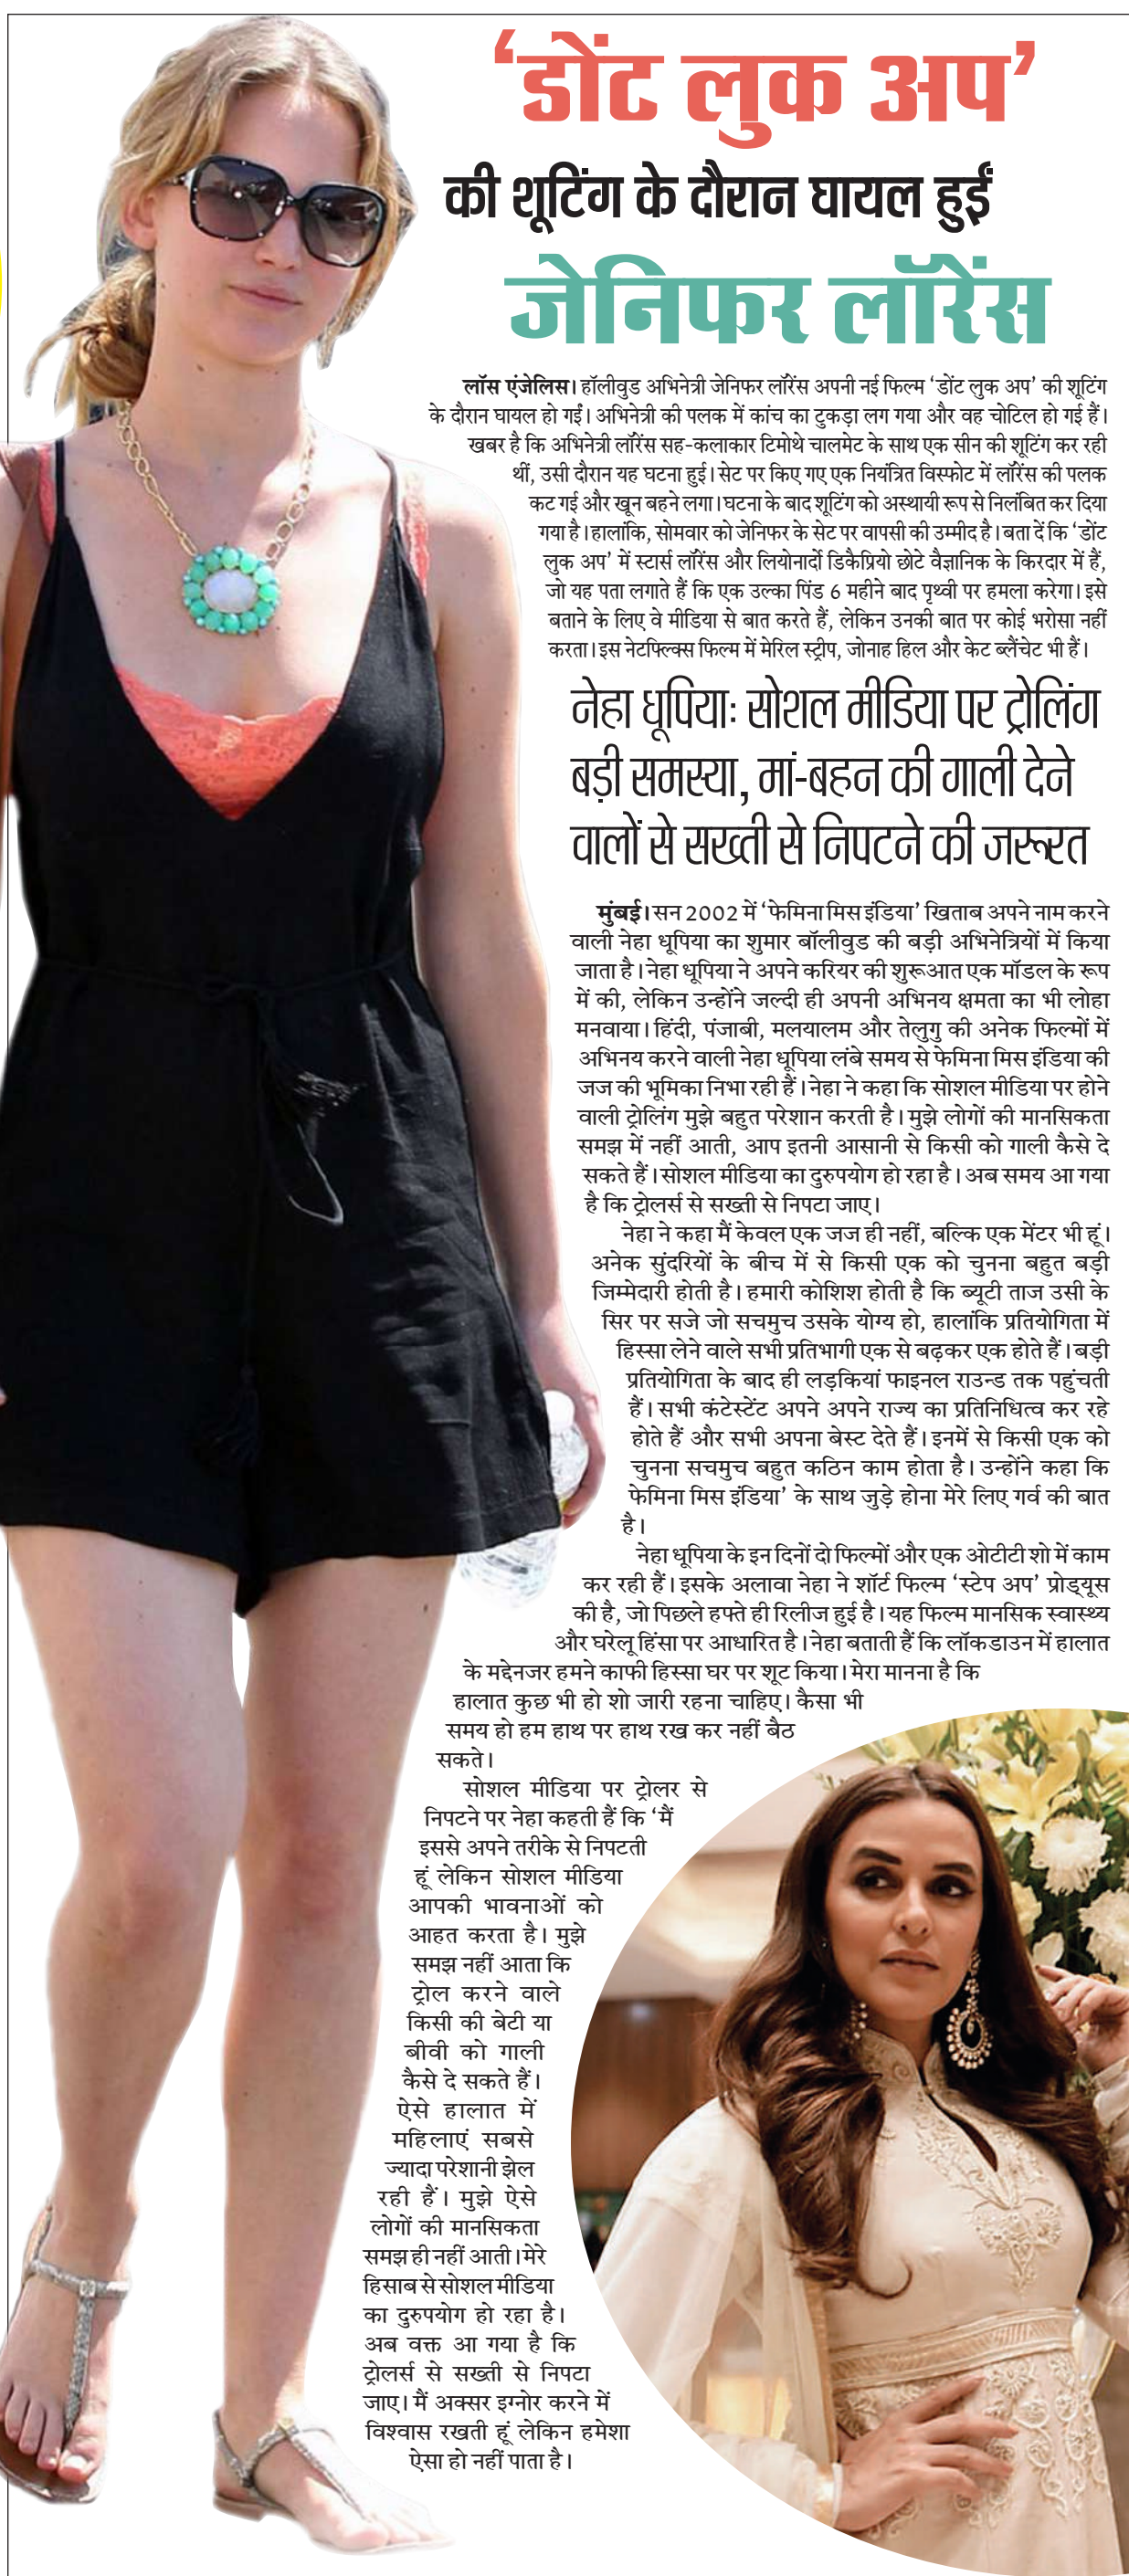 ‘डोंट लुक अप’
की शूटिंग के दौरान घायल हुईं
जेनिफर लॉरेंस
लॉस एंजेलिस। हॉलीवुड अभिनेत्री जेनिफर लॉरेंस अपनी नई फिल्म ‘डोंट लुक अप’ की शूटिंग
के दौरान घायल हो गईं। अभिनेत्री की पलक में कांच का टुकड़ा लग गया और वह चोटिल हो गई हैं।
खबर है कि अभिनेत्री लॉरेंस सह-कलाकार टिमोथे चालमेट के साथ एक सीन की शूटिंग कर रही
थीं, उसी दौरान यह घटना हुई। सेट पर किए गए एक नियंत्रित विस्फोट में लॉरेंस की पलक
कट गई और खून बहने लगा। घटना के बाद शूटिंग को अस्थायी रूप से निलंबित कर दिया
गया है। हालांकि, सोमवार को जेनिफर के सेट पर वापसी की उम्मीद है। बता दें कि ‘डोंट
लुक अप’ में स्टार्स लॉरेंस और लियोनार्दो डिकैप्रियो छोटे वैज्ञानिक के किरदार में हैं,
जो यह पता लगाते हैं कि एक उल्का पिंड 6 महीने बाद पृथ्वी पर हमला करेगा। इसे
बताने के लिए वे मीडिया से बात करते हैं, लेकिन उनकी बात पर कोई भरोसा नहीं
करता। इस नेटफ्लिक्स फिल्म में मेरिल स्ट्रीप, जोनाह हिल और केट ब्लैंचेट भी हैं।
नेहा धूपियाः सोशल मीडिया पर ट्रोलिंग
बड़ी समस्या, मां-बहन की गाली देने
वालों से सख्ती से निपटने की जरूरत
मुंबई। सन 2002 में ‘फेमिना मिस इंडिया’ खिताब अपने नाम करने
वाली नेहा धूपिया का शुमार बॉलीवुड की बड़ी अभिनेत्रियों में किया
जाता है। नेहा धूपिया ने अपने करियर की शुरूआत एक मॉडल के रूप
में की, लेकिन उन्होंने जल्दी ही अपनी अभिनय क्षमता का भी लोहा
मनवाया। हिंदी, पंजाबी, मलयालम और तेलुगु की अनेक फिल्मों में
अभिनय करने वाली नेहा धूपिया लंबे समय से फेमिना मिस इंडिया की
जज की भूमिका निभा रही हैं। नेहा ने कहा कि सोशल मीडिया पर होने
वाली ट्रोलिंग मुझे बहुत परेशान करती है। मुझे लोगों की मानसिकता
समझ में नहीं आती, आप इतनी आसानी से किसी को गाली कैसे दे
सकते हैं। सोशल मीडिया का दुरुपयोग हो रहा है। अब समय आ गया
है कि ट्रोलर्स से सख्ती से निपटा जाए।
नेहा ने कहा मैं केवल एक जज ही नहीं, बल्कि एक मेंटर भी हूं।
अनेक सुंदरियों के बीच में से किसी एक को चुनना बहुत बड़ी
जिम्मेदारी होती है। हमारी कोशिश होती है कि ब्यूटी ताज उसी के
सिर पर सजे जो सचमुच उसके योग्य हो, हालांकि प्रतियोगिता में
हिस्सा लेने वाले सभी प्रतिभागी एक से बढ़कर एक होते हैं। बड़ी
प्रतियोगिता के बाद ही लड़कियां फाइनल राउन्ड तक पहुंचती
हैं। सभी कंटेस्टेंट अपने अपने राज्य का प्रतिनिधित्व कर रहे
होते हैं और सभी अपना बेस्ट देते हैं। इनमें से किसी एक को
चुनना सचमुच बहुत कठिन काम होता है। उन्होंने कहा कि
फेमिना मिस इंडिया’ के साथ जुड़े होना मेरे लिए गर्व की बात
है।
नेहा धूपिया के इन दिनों दो फिल्मों और एक ओटीटी शो में काम
कर रही हैं। इसके अलावा नेहा ने शॉर्ट फिल्म ‘स्टेप अप’ प्रोड्यूस
की है, जो पिछले हफ्ते ही रिलीज हुई है। यह फिल्म मानसिक स्वास्थ्य
और घरेलू हिंसा पर आधारित है। नेहा बताती हैं कि लॉकडाउन में हालात
के मद्देनजर हमने काफी हिस्सा घर पर शूट किया। मेरा मानना है कि
हालात कुछ भी हो शो जारी रहना चाहिए। कैसा भी
समय हो हम हाथ पर हाथ रख कर नहीं बैठ
सकते।
सोशल मीडिया पर ट्रोलर से
निपटने पर नेहा कहती हैं कि ‘मैं
इससे अपने तरीके से निपटती
हूं लेकिन सोशल मीडिया
आपकी भावनाओं को
आहत करता है। मुझे
समझ नहीं आता कि
ट्रोल करने वाले
किसी की बेटी या
बीवी को गाली
कैसे दे सकते हैं।
ऐसे हालात में
महिलाएं सबसे
ज्यादा परेशानी झेल
रही हैं। मुझे ऐसे
लोगों की मानसिकता
समझ ही नहीं आती। मेरे
हिसाब से सोशल मीडिया
का दुरुपयोग हो रहा है।
अब वक्त आ गया है कि
ट्रोलर्स से सख्ती से निपटा
जाए। मैं अक्सर इग्नोर करने में
विश्वास रखती हूं लेकिन हमेशा
ऐसा हो नहीं पाता है।